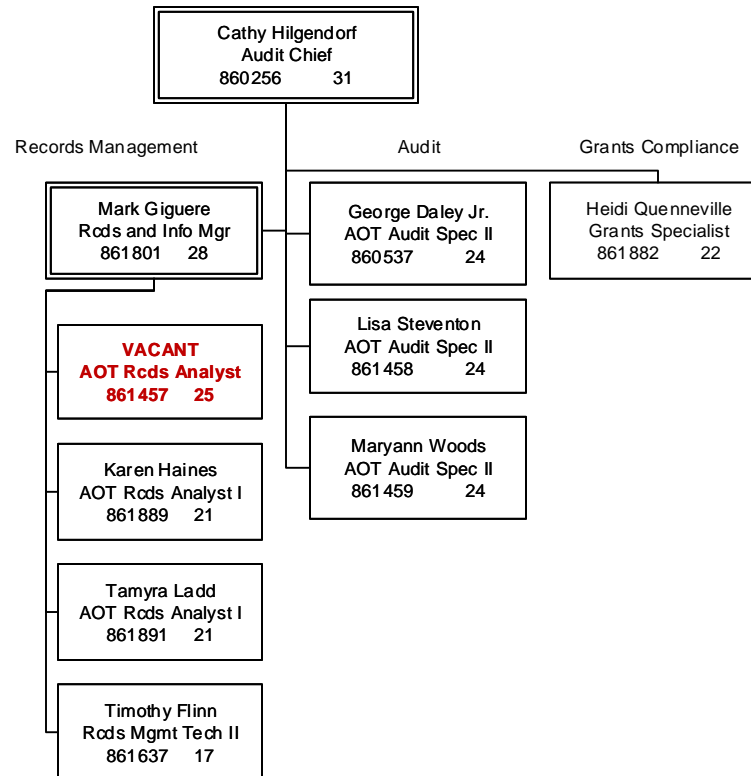 Cathy Hilgendorf
Audit Chief
860256 31
Records Management
Audit
Grants Compliance
Mark Giguere
Rcds and Info Mgr
861801 28
George Daley Jr.
AOT Audit Spec II
860537 24
Heidi Quenneville
Grants Specialist
861882 22
VACANT
AOT Rcds Analyst
861457 25
Lisa Steventon
AOT Audit Spec II
861458 24
Karen Haines
AOT Rcds Analyst I
861889 21
Maryann Woods
AOT Audit Spec II
861459 24
Tamyra Ladd
AOT Rcds Analyst I
861891 21
Timothy Flinn
Rcds Mgmt Tech II
861637 17